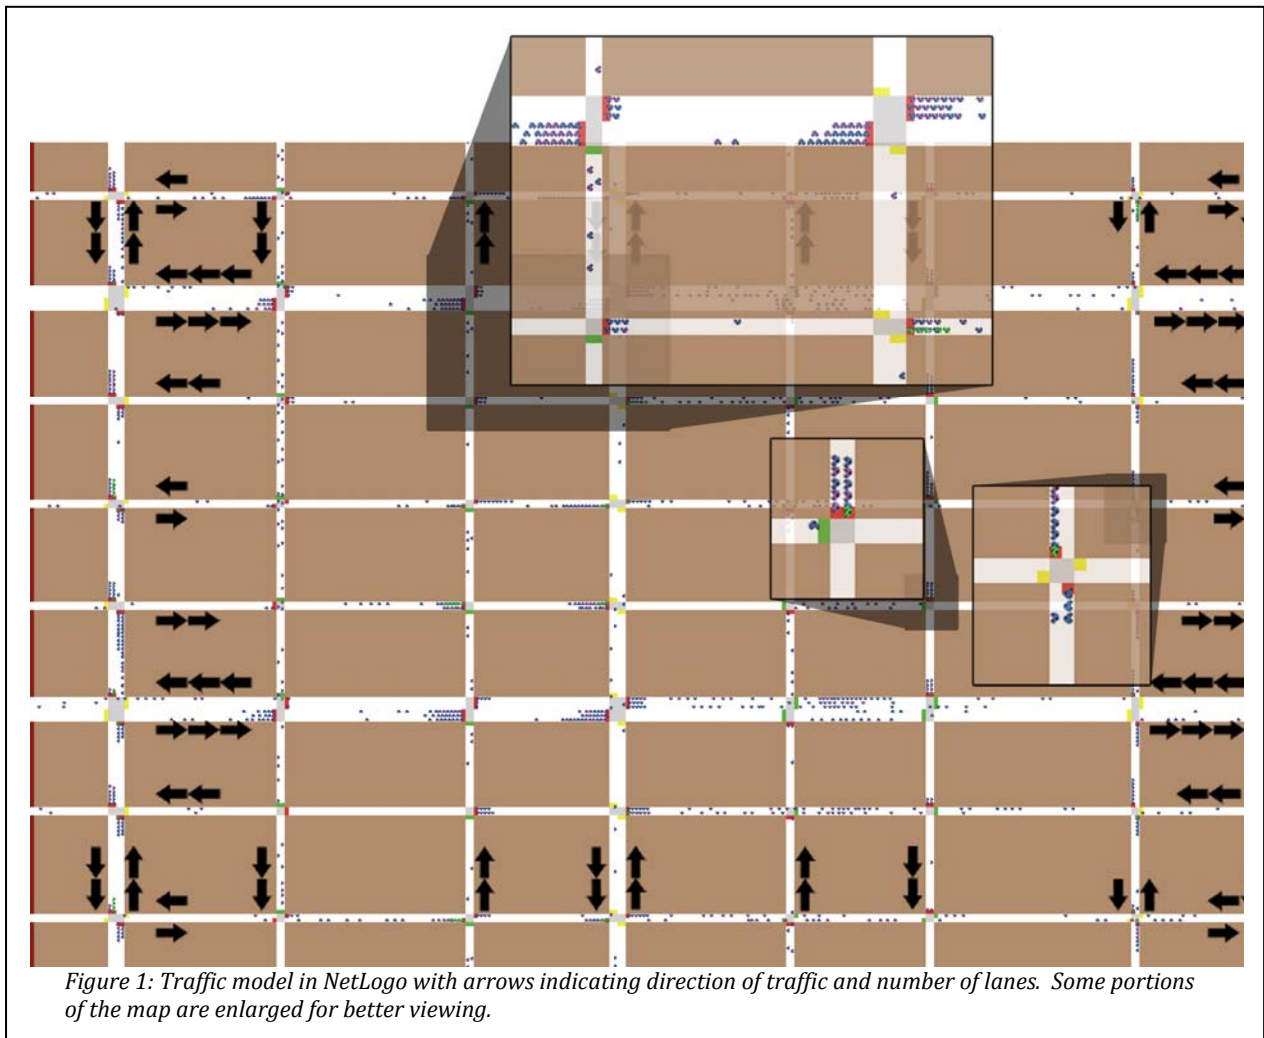 Figure 1: Traffic model in NetLogo with arrows indicating direction of traffic and number of lanes.  Some portions
of the map are enlarged for better viewing.